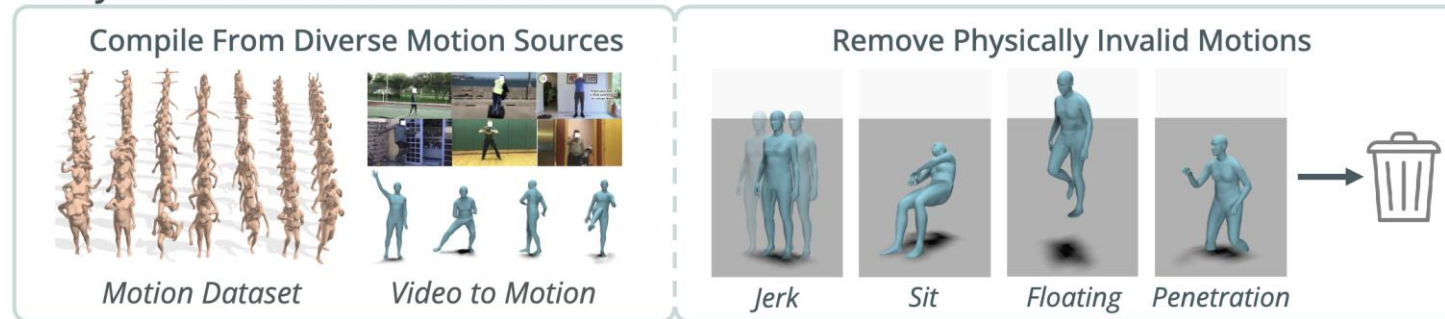 Compile From Diverse Motion Sources
Motion Dataset
Video to Motion
Remove Physically Invalid Motions
Jerk
Sit
Floating
Penetration